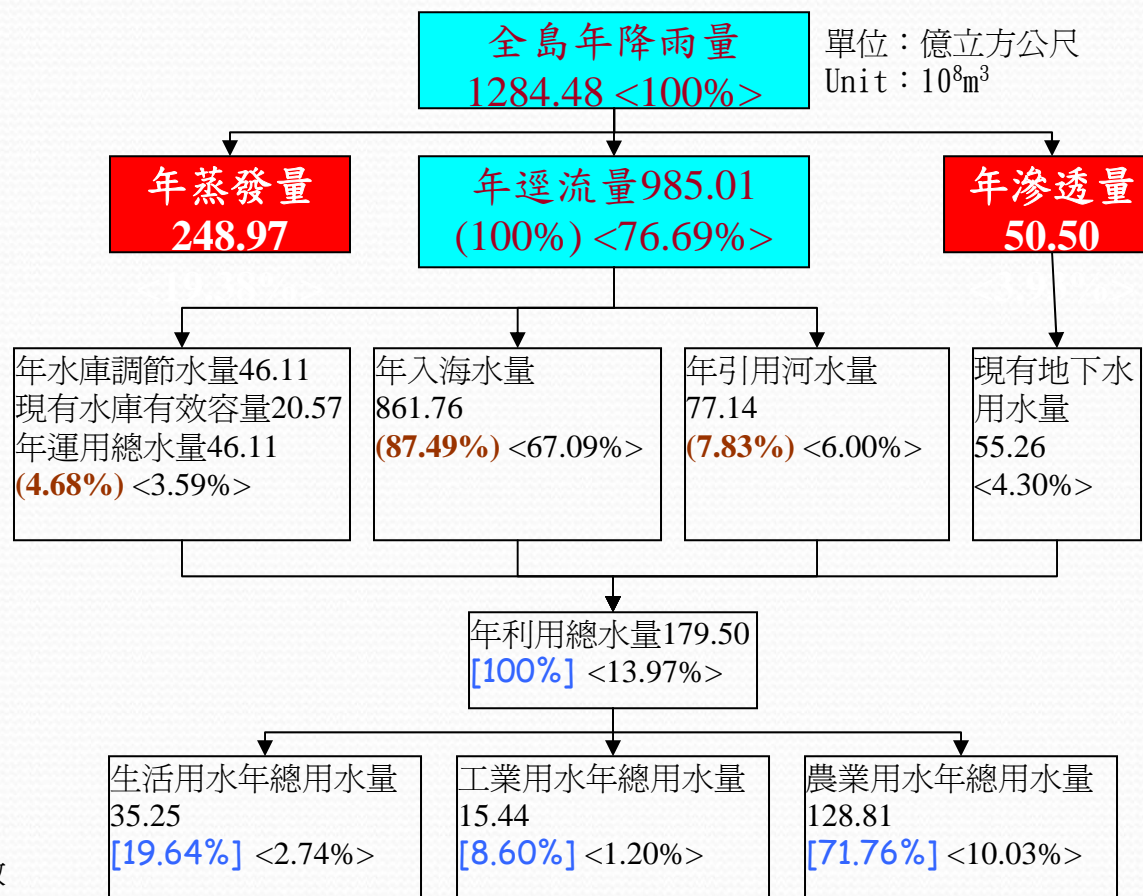 全島年降雨量
1284.48 <100%>
單位：億立方公尺
Unit：10⁸m³
年蒸發量
248.97
年逕流量985.01
(100%) <76.69%>
年滲透量
50.50
年水庫調節水量46.11
現有水庫有效容量20.57
年運用總水量46.11
(4.68%) <3.59%>
年入海水量
861.76
(87.49%) <67.09%>
年引用河水量
77.14
(7.83%) <6.00%>
現有地下水
用水量
55.26
<4.30%>
年利用總水量179.50
[100%] <13.97%>
生活用水年總用水量
35.25
[19.64%] <2.74%>
工業用水年總用水量
15.44
[8.60%] <1.20%>
農業用水年總用水量
128.81
[71.76%] <10.03%>